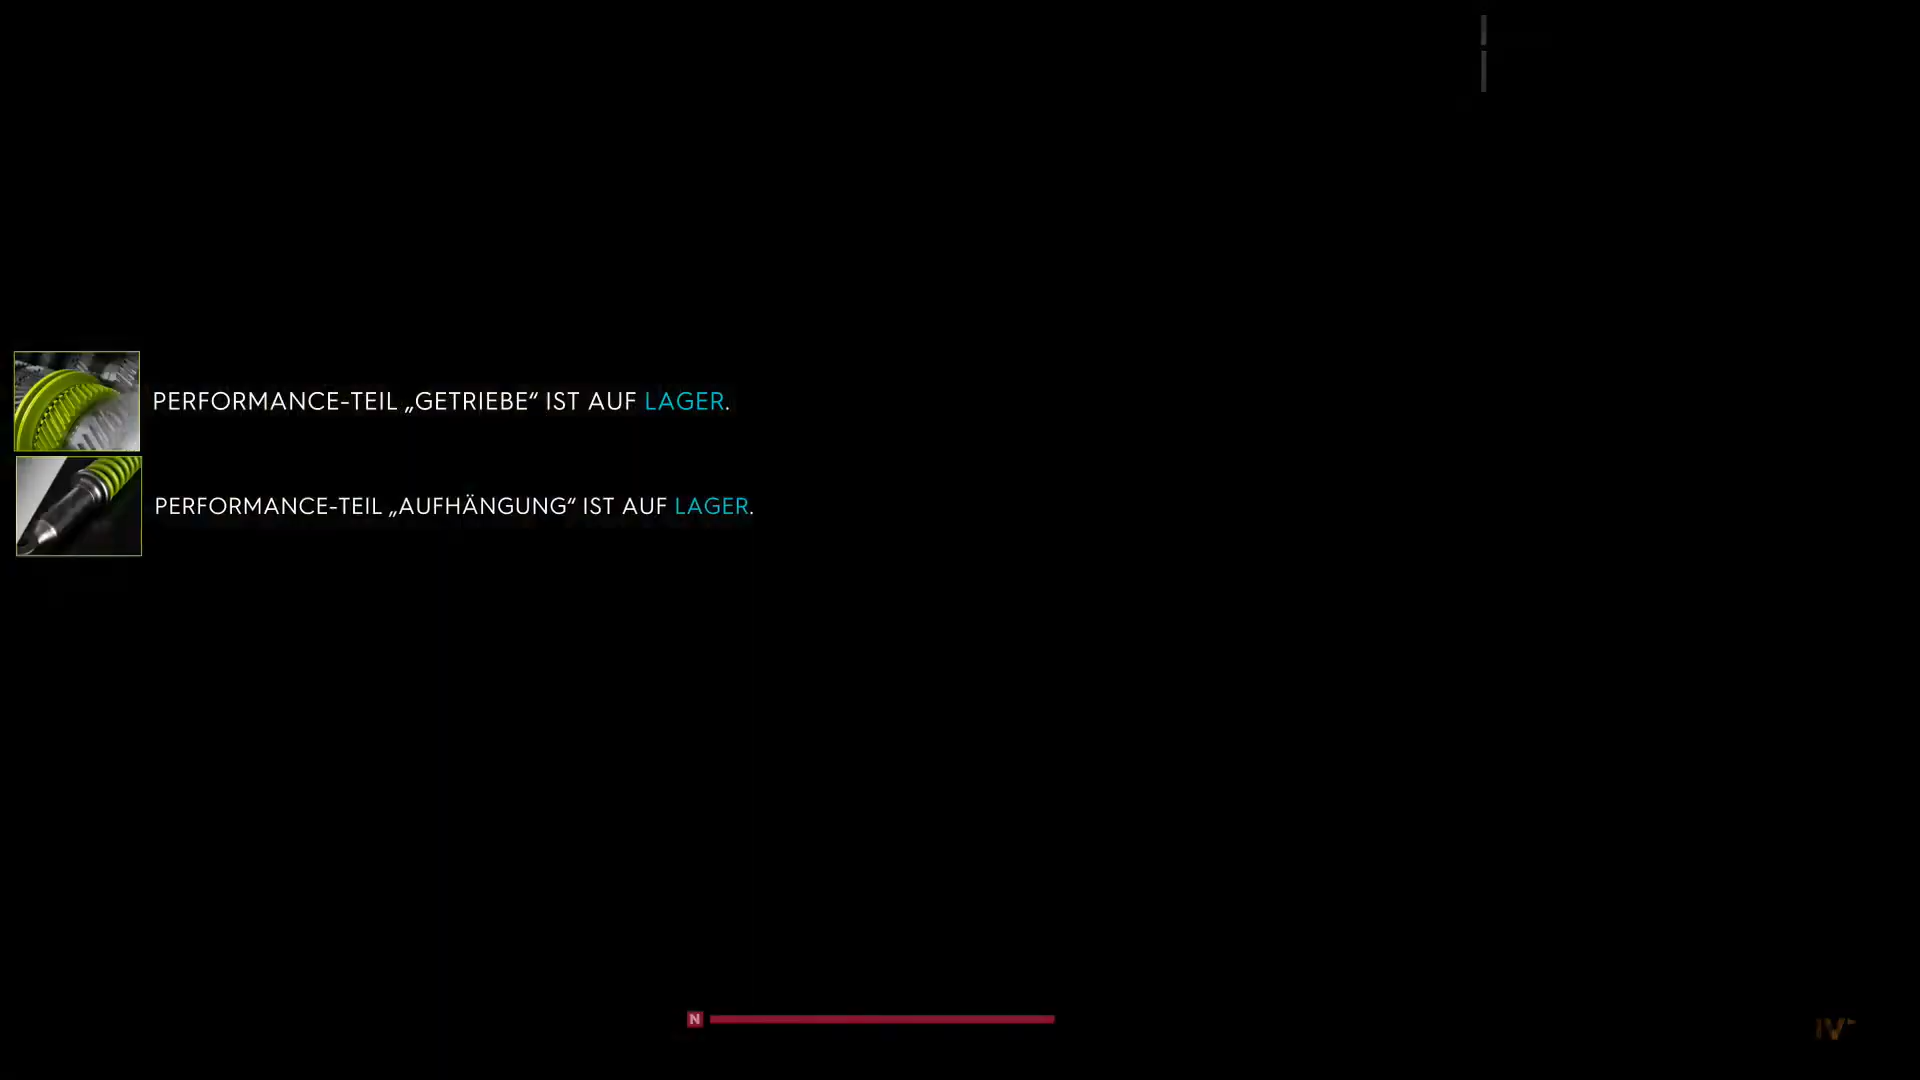 PERFORMANCE-TEIL „GETRIEBE“ IST AUF LAGER.
PERFORMANCE-TEIL „AUFHÄNGUNG“ IST AUF LAGER.
N